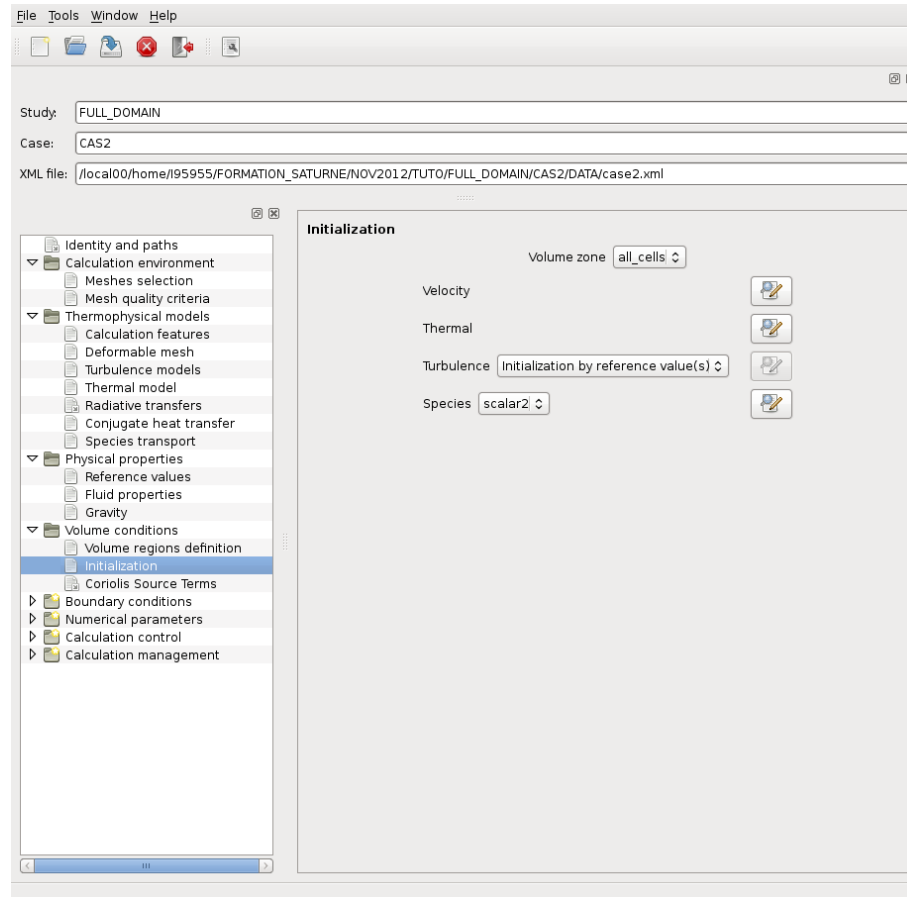 File Tools Window Help
Study: FULL_DOMAIN
Case: CAS2
XML file: /local00/home/I95955/FORMATION_SATURNE/NOV2012/TUTO/FULL_DOMAIN/CAS2/DATA/case2.xml
Identity and paths
Calculation environment
Meshes selection
Mesh quality criteria
Thermophysical models
Calculation features
Deformable mesh
Turbulence models
Thermal model
Radiative transfers
Conjugate heat transfer
Species transport
Physical properties
Reference values
Fluid properties
Gravity
Volume conditions
Volume regions definition
Initialization
Coriolis Source Terms
Boundary conditions
Numerical parameters
Calculation control
Calculation management
Initialization
Volume zone all_cells
Velocity
Thermal
Turbulence Initialization by reference value(s)
Species scalar2